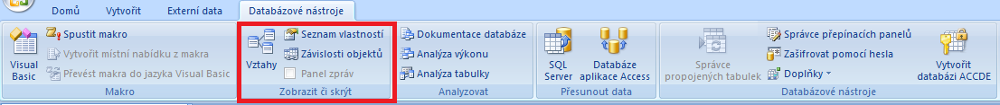 Domů Vytvořit Externí data Databázové nástroje
Visual Basic
Spustit makro
Vytvořit místní nabídku z makra
Převést makra do jazyka Visual Basic
Makro
Vztahy
Seznam vlastností
Závislosti objektů
Panel zpráv
Zobrazit či skrýt
Dokumentace databáze
Analýza výkonu
Analýza tabulky
Analyzovat
SQL
Server
Databáze
aplikace Access
Přesunout data
Správce
propojených tabulek
Správce přepínacích panelů
Zašifrovat pomocí hesla
Doplňky
Vytvořit
databázi ACCDE
Databázové nástroje